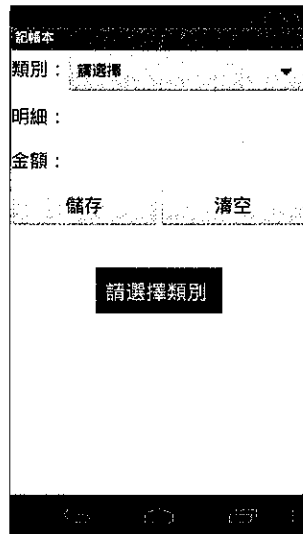 記帳本
類別： 請選擇
明細：
金額：
儲存 清空
請選擇類別